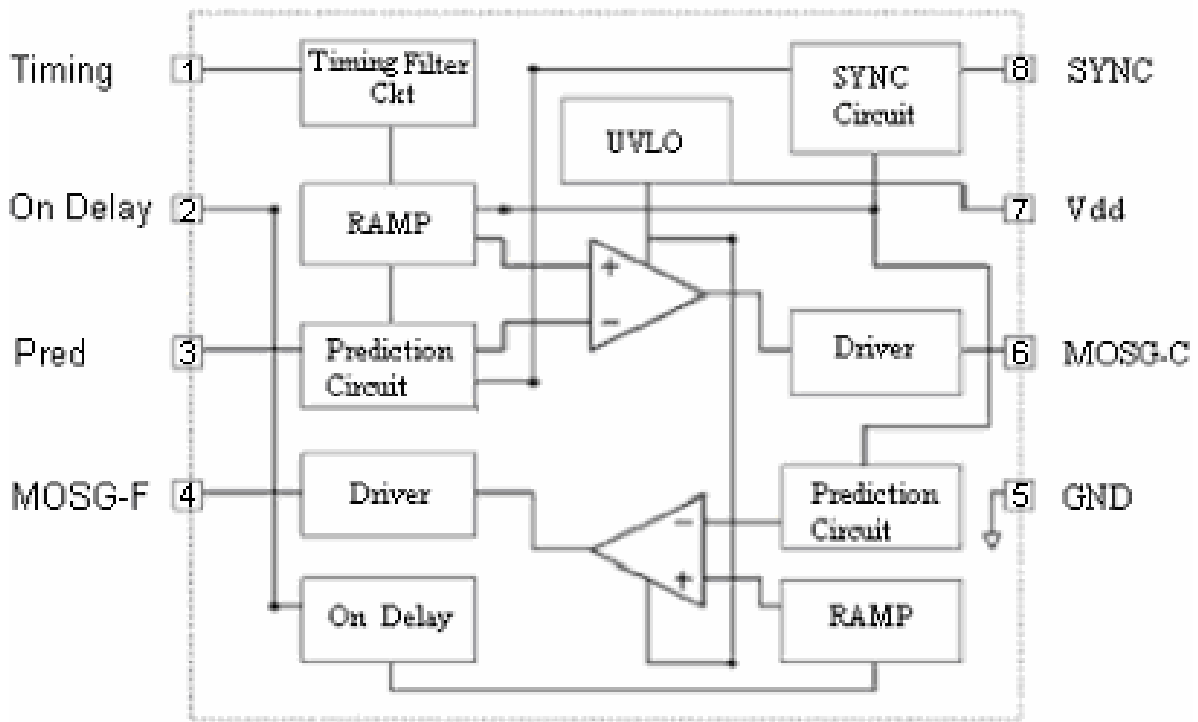 Timing
1
Timing Filter
Ckt
SYNC
Circuit
8
SYNC
UVLO
On Delay
2
RAMP
7
Vdd
+
−
Pred
3
Prediction
Circuit
Driver
6
MOSG-C
MOSG-F
4
Driver
−
+
Prediction
Circuit
5
GND
On Delay
RAMP